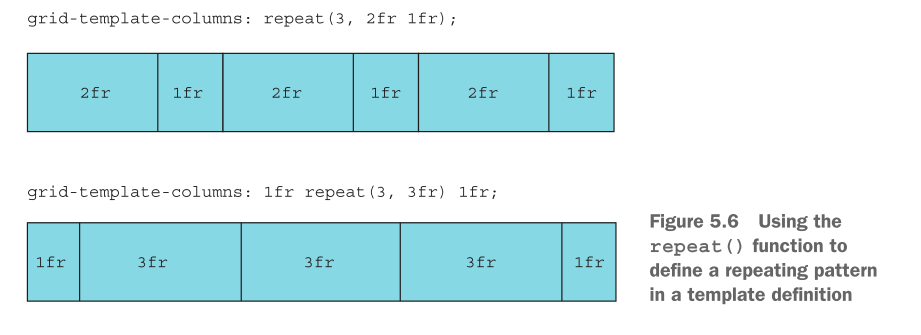 grid-template-columns: repeat(3, 2fr 1fr);
2fr 1fr 2fr 1fr 2fr 1fr
grid-template-columns: 1fr repeat(3, 3fr) 1fr;
1fr 3fr 3fr 3fr 1fr
Figure 5.6 Using the
repeat() function to
define a repeating pattern
in a template definition